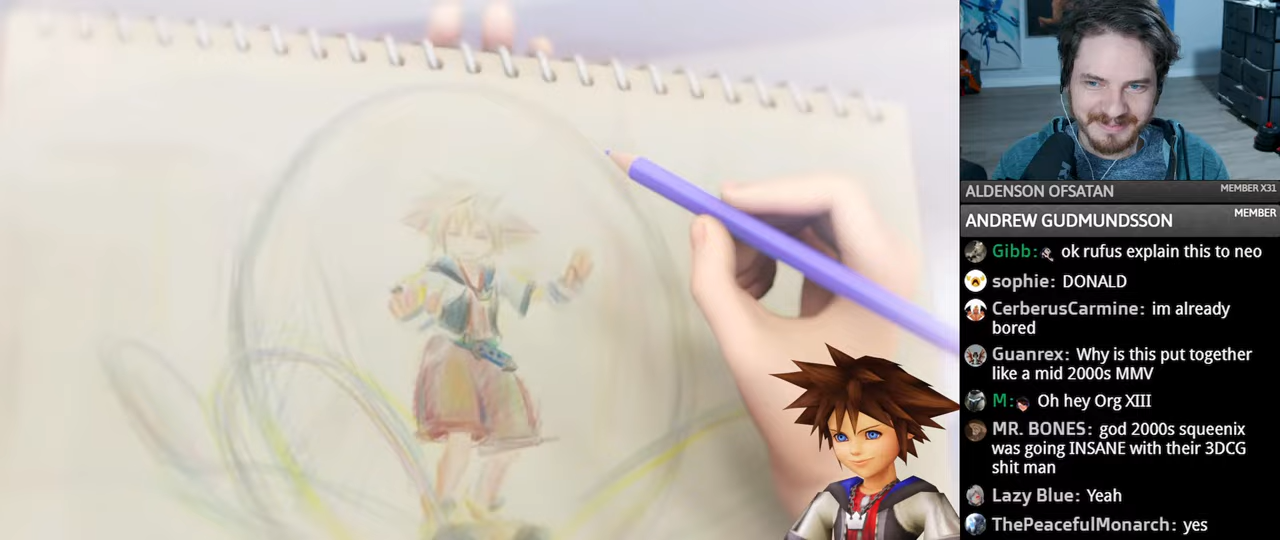 ALDENSON OFSATAN MEMBER X31
ANDREW GUDMUNDSSON MEMBER
Gibb: ok rufus explain this to neo
sophie: DONALD
CerberusCarmine: im already
bored
Guanrex: Why is this put together
like a mid 2000s MMV
M: Oh hey Org XIII
MR. BONES: god 2000s squeenix
was going INSANE with their 3DCG
shit man
Lazy Blue: Yeah
ThePeacefulMonarch: yes